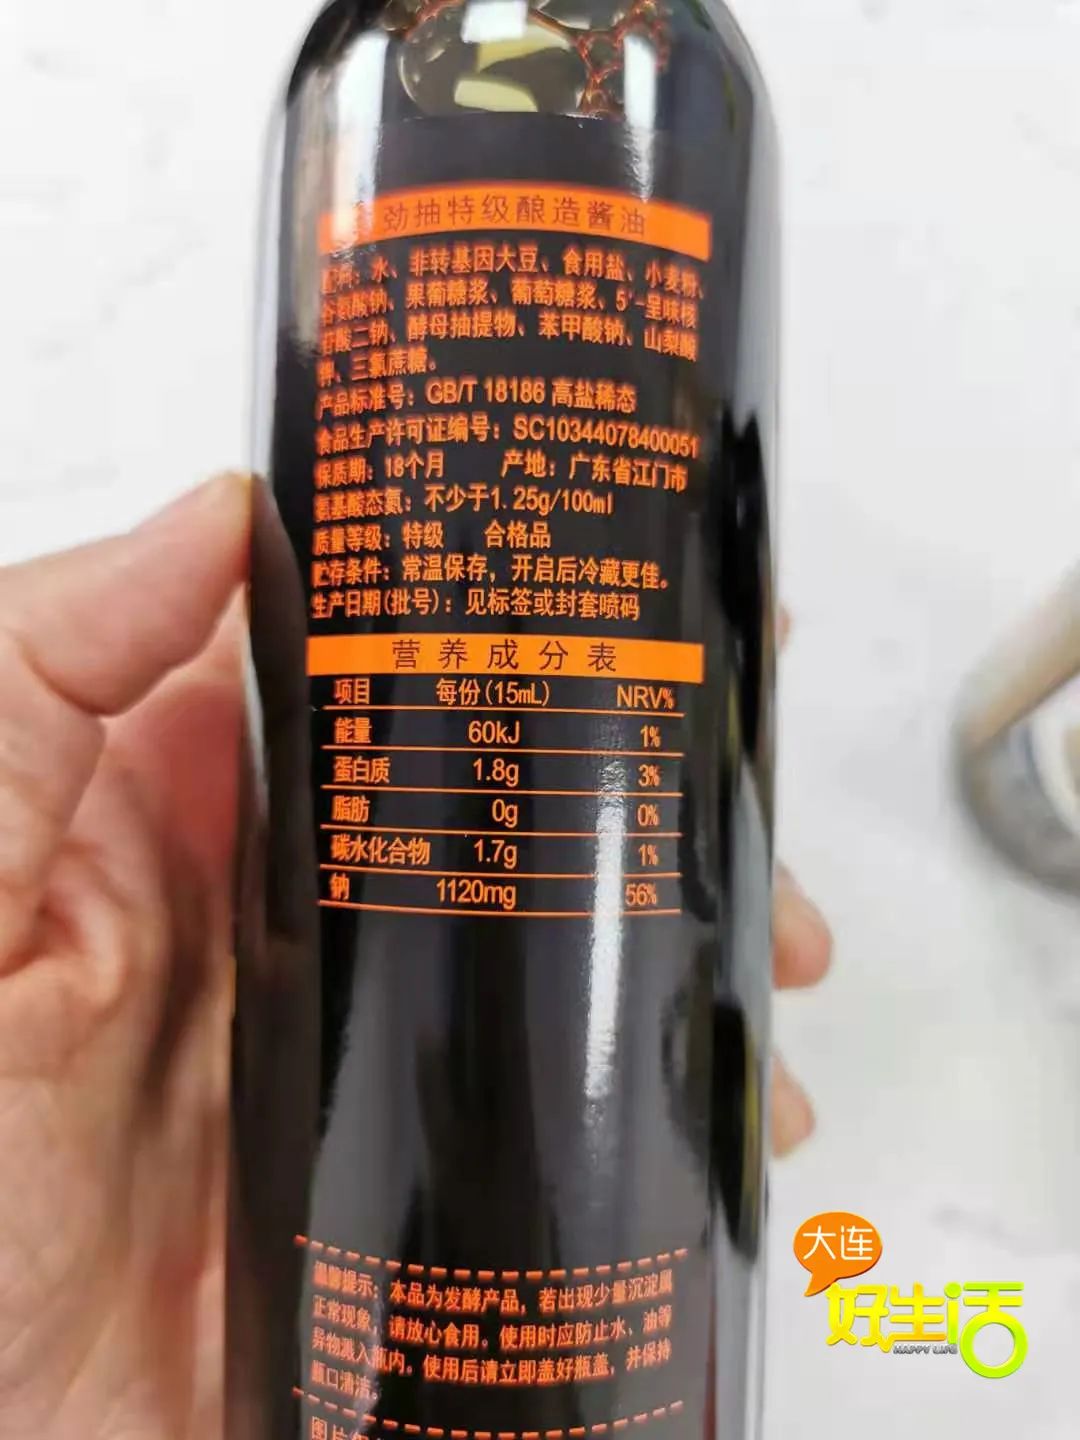 劲抽特级酿造酱油
配料：水、非转基因大豆、食用盐、小麦粉、
谷氨酸钠、果葡糖浆、葡萄糖浆、5'-呈味核
苷酸二钠、酵母抽提物、苯甲酸钠、山梨酸
钾、三氯蔗糖。
产品标准号：GB/T 18186 高盐稀态
食品生产许可证编号：SC10344078400051
保质期：18个月 产地：广东省江门市
氨基酸态氮：不少于1.25g/100ml
质量等级：特级 合格品
贮存条件：常温保存，开启后冷藏更佳。
生产日期(批号)：见标签或封套喷码
营养成分表
项目 每份(15mL) NRV%
能量 60kJ 1%
蛋白质 1.8g 3%
脂肪 0g 0%
碳水化合物 1.7g 1%
钠 1120mg 56%
温馨提示：本品为发酵产品，若出现少量沉淀属
正常现象，请放心食用。使用时应防止水、油等
异物溅入瓶内。使用后请立即盖好瓶盖，并保持
瓶口清洁。
图片
大连
好生活
HAPPY LIFE